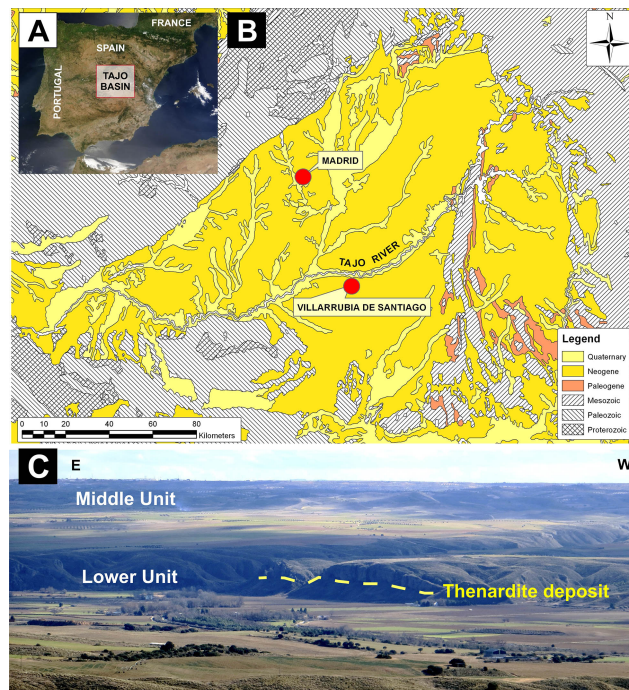 A
FRANCE
SPAIN
PORTUGAL
TAJO
BASIN
B
N
MADRID
TAJO RIVER
VILLARRUBIA DE SANTIAGO
Legend
Quaternary
Neogene
Paleogene
Mesozoic
Paleozoic
Proterozoic
0 5 10 20 40 60 80
Kilometers
C
E
W
Middle Unit
Lower Unit
Thenardite deposit